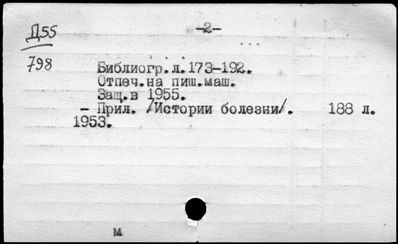 Д55
-2-
798
Библиогр.л.173-192.
Отпеч.на пиш.маш.
Защ.в 1955.
- Прил. /Истории болезни/. 188 л.
1953.
м